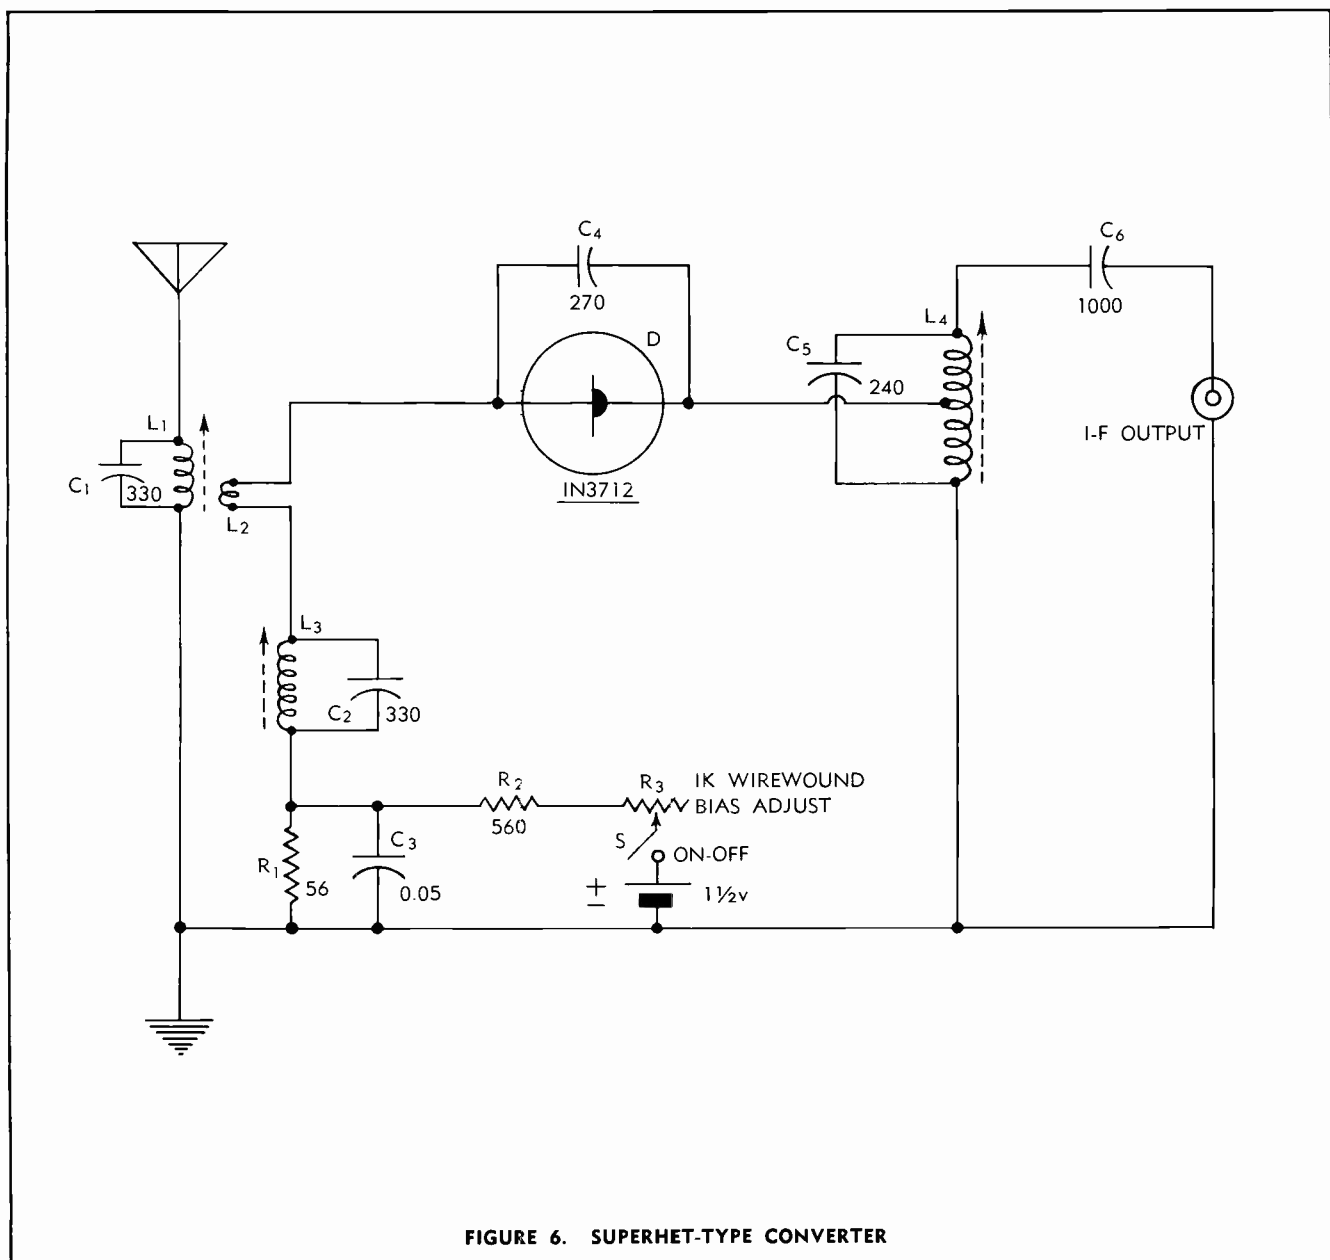 C4
270
D
IN3712
C6
1000
L4
C5
240
I-F OUTPUT
L1
C1
330
L2
L3
C2
330
R2
560
R3
IK WIREWOUND
BIAS ADJUST
S
ON-OFF
R1
56
C3
0.05
+
−
1½v
FIGURE 6. SUPERHET-TYPE CONVERTER